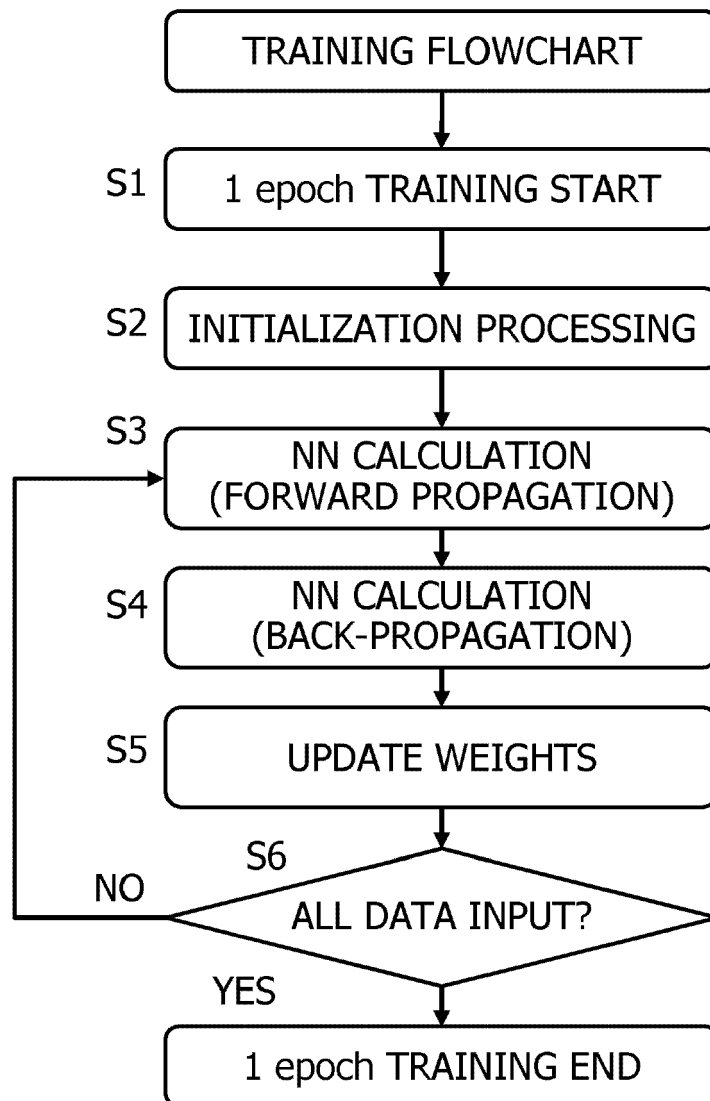 TRAINING FLOWCHART
S1
1 epoch TRAINING START
S2
INITIALIZATION PROCESSING
S3
NN CALCULATION
(FORWARD PROPAGATION)
S4
NN CALCULATION
(BACK-PROPAGATION)
S5
UPDATE WEIGHTS
S6
NO
ALL DATA INPUT?
YES
1 epoch TRAINING END